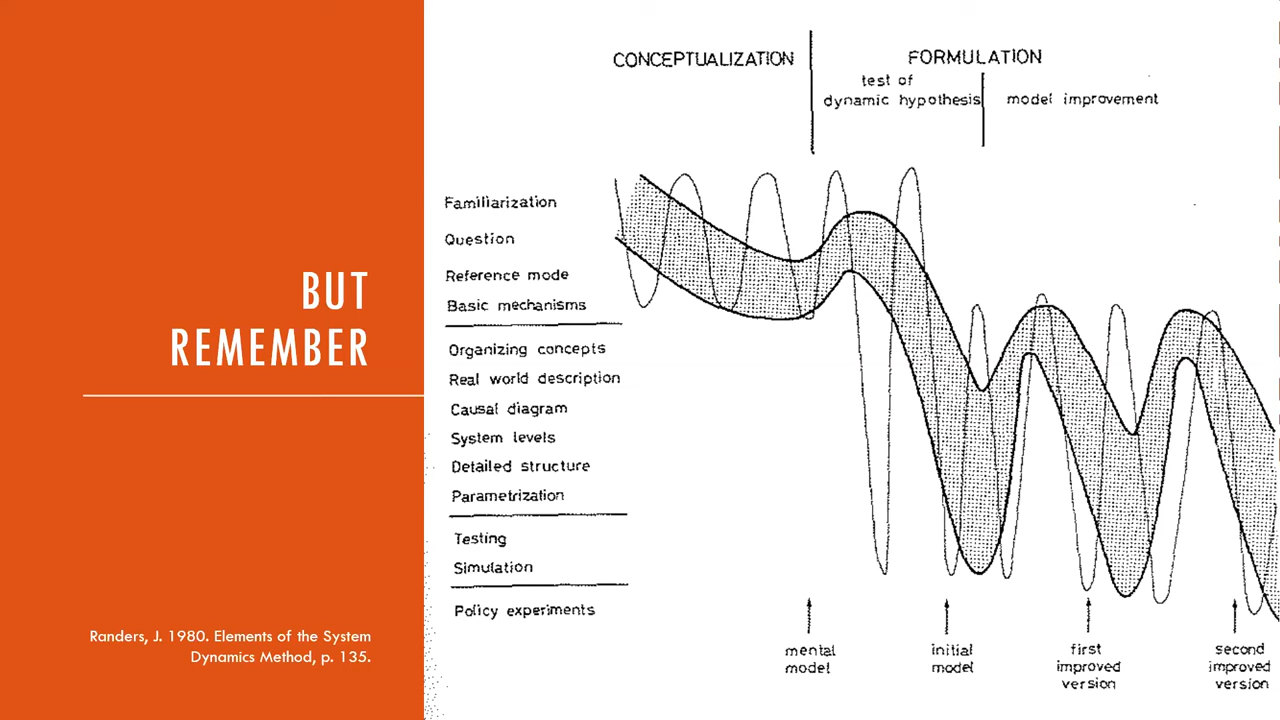 BUT
REMEMBER
Randers, J. 1980. Elements of the System
Dynamics Method, p. 135.
CONCEPTUALIZATION
FORMULATION
test of
dynamic hypothesis
model improvement
Familiarization
Question
Reference mode
Basic mechanisms
Organizing concepts
Real world description
Causal diagram
System levels
Detailed structure
Parametrization
Testing
Simulation
Policy experiments
mental
model
initial
model
first
improved
version
second
improved
version